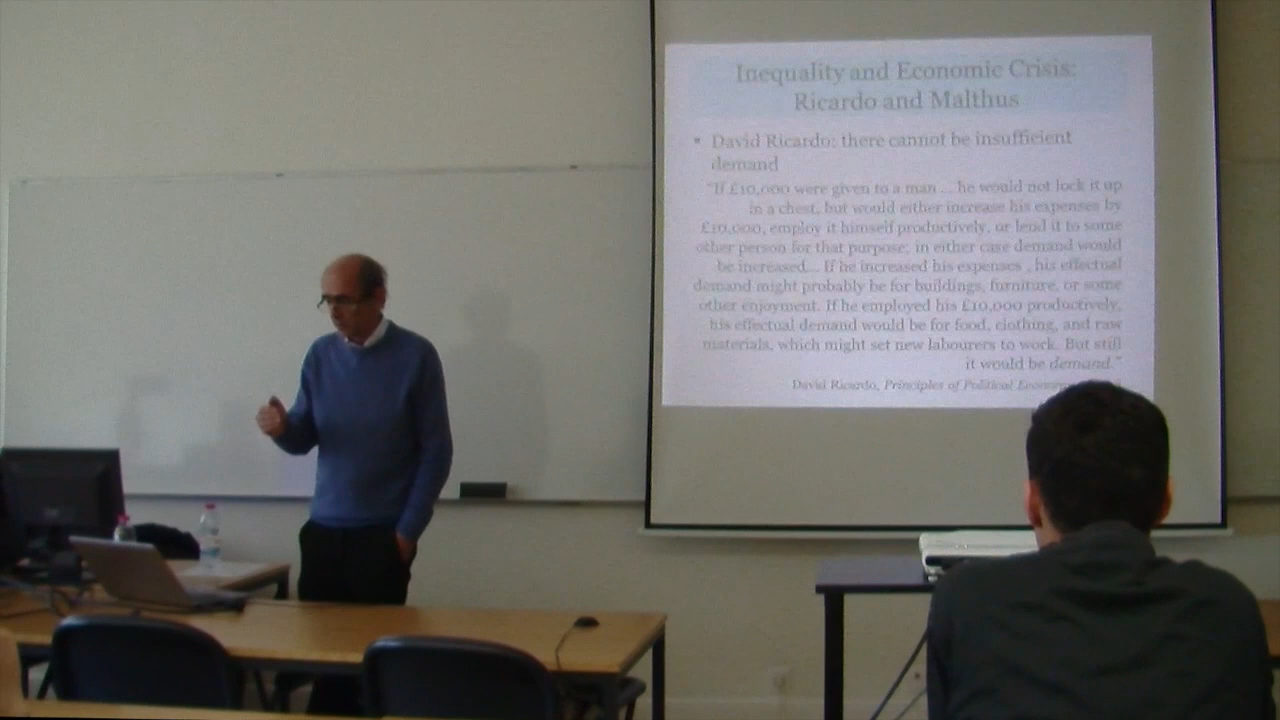 Inequality and Economic Crisis:
Ricardo and Malthus
▪ David Ricardo: there cannot be insufficient
demand
"If £10,000 were given to a man ... he would not lock it up
in a chest, but would either increase his expenses by
£10,000, employ it himself productively, or lend it to some
other person for that purpose; in either case demand would
be increased... If he increased his expenses , his effectual
demand might probably be for buildings, furniture, or some
other enjoyment. If he employed his £10,000 productively,
his effectual demand would be for food, clothing, and raw
materials, which might set new labourers to work. But still
it would be demand."
David Ricardo, Principles of Political